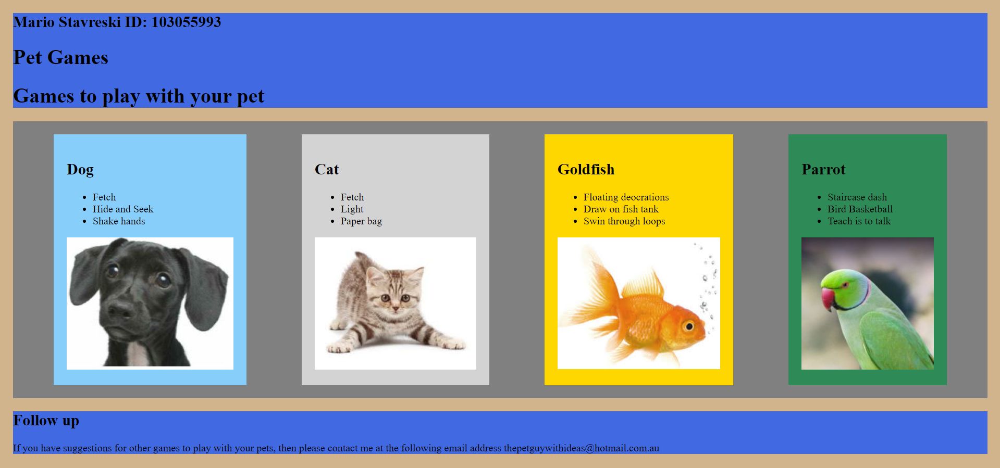 Mario Stavreski ID: 103055993
Pet Games
Games to play with your pet
Dog
Fetch
Hide and Seek
Shake hands
Cat
Fetch
Light
Paper bag
Goldfish
Floating deocrations
Draw on fish tank
Swin through loops
Parrot
Staircase dash
Bird Basketball
Teach is to talk
Follow up
If you have suggestions for other games to play with your pets, then please contact me at the following email address thepetguywithideas@hotmail.com.au